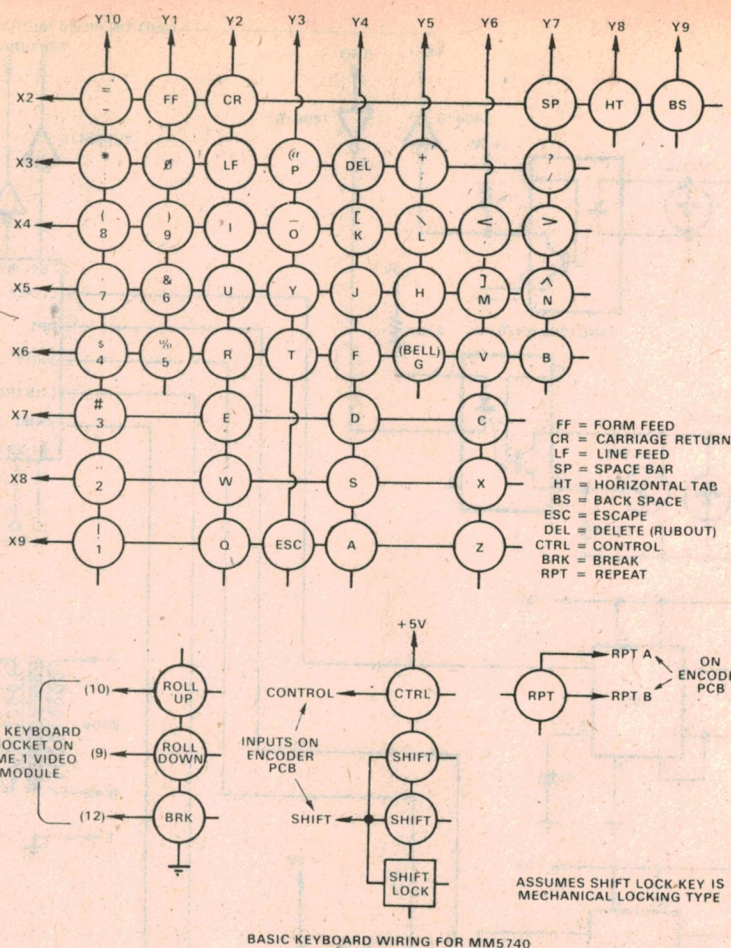 Y10 Y1 Y2 Y3 Y4 Y5 Y6 Y7 Y8 Y9
X2 = - FF CR SP HT BS
X3 * : Ø LF @ P DEL + ; ? /
X4 ( 8 ) 9 I _ O [ K \ L < , > .
X5 ' 7 & 6 U Y J H ] M ^ N
X6 $ 4 % 5 R T F (BELL) G V B
X7 # 3 E D C
X8 " 2 W S X
X9 ! 1 Q ESC A Z
FF = FORM FEED
CR = CARRIAGE RETURN
LF = LINE FEED
SP = SPACE BAR
HT = HORIZONTAL TAB
BS = BACK SPACE
ESC = ESCAPE
DEL = DELETE (RUBOUT)
CTRL = CONTROL
BRK = BREAK
RPT = REPEAT
KEYBOARD
OCKET ON
ME-1 VIDEO
MODULE
(10) ROLL UP
(9) ROLL DOWN
(12) BRK
+5V
CONTROL CTRL
INPUTS ON
ENCODER
PCB
SHIFT
SHIFT SHIFT
SHIFT LOCK
RPT
RPT A
RPT B
ON
ENCODE
PCB
ASSUMES SHIFT LOCK KEY IS
MECHANICAL LOCKING TYPE
BASIC KEYBOARD WIRING FOR MM5740